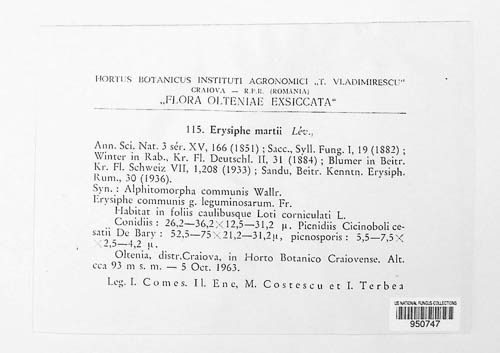 HORTUS BOTANICUS INSTITUTI AGRONOMICI „T. VLADIMIRESCU"
CRAIOVA — R.P.R. (ROMÂNIA)
„FLORA OLTENIAE EXSICCATA"
115. Erysiphe martii Lév.,
Ann. Sci. Nat. 3 sér. XV, 166 (1851) ; Sacc., Syll. Fung. I, 19 (1882) ;
Winter in Rab., Kr. Fl. Deutschl. II, 31 (1884) ; Blumer in Beitr.
Kr. Fl. Schweiz VII, 1,208 (1933) ; Sandu, Beitr. Kenntn. Erysiph.
Rum., 30 (1936).
Syn. : Alphitomorpha communis Wallr.
Erysiphe communis g. leguminosarum. Fr.
Habitat in foliis caulibusque Loti corniculati L.
Conidiis : 26,2—36,2×12,5—31,2 μ. Picnidiis Cicinoboli ce-
satii De Bary : 52,5—75×21,2—31,2μ, picnosporis : 5,5—7,5×
×2,5—4,2 μ.
Oltenia, distr.Craiova, in Horto Botanico Craiovense. Alt.
cca 93 m s. m. — 5 Oct. 1963.
Leg. I. Comes. Il. Enc, M. Costescu et I. Terbea
US NATIONAL FUNGUS COLLECTIONS
950747